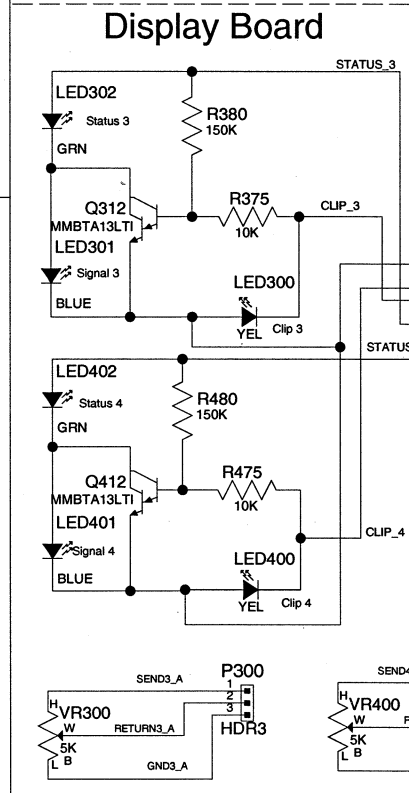 Display Board
STATUS_3
LED302
Status 3
GRN
R380
150K
Q312
MMBTA13LTI
R375
10K
CLIP_3
LED301
Signal 3
BLUE
LED300
YEL
Clip 3
STATUS
LED402
Status 4
GRN
R480
150K
Q412
MMBTA13LTI
R475
10K
CLIP_4
LED401
Signal 4
BLUE
LED400
YEL
Clip 4
P300
SEND3_A
1
2
3
HDR3
H
VR300
W
RETURN3_A
5K
L B
GND3_A
SEND4
H
VR400
W
5K
L B